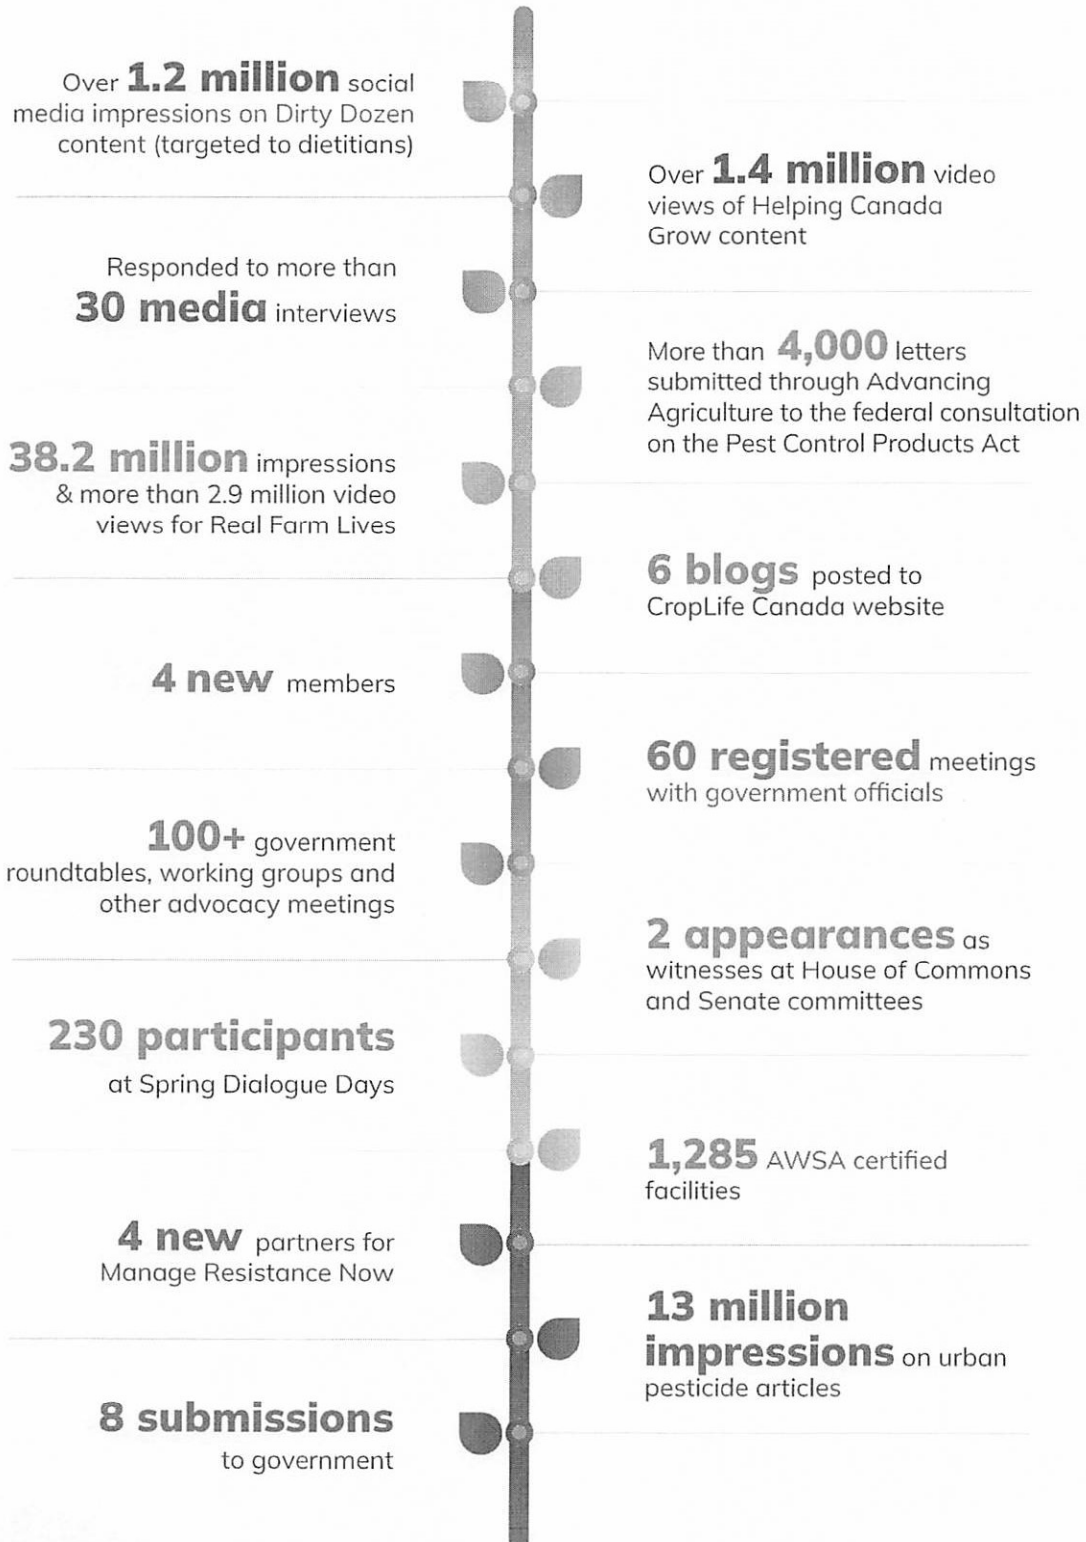 Over 1.2 million social
media impressions on Dirty Dozen
content (targeted to dietitians)
Over 1.4 million video
views of Helping Canada
Grow content
Responded to more than
30 media interviews
More than 4,000 letters
submitted through Advancing
Agriculture to the federal consultation
on the Pest Control Products Act
38.2 million impressions
& more than 2.9 million video
views for Real Farm Lives
6 blogs posted to
CropLife Canada website
4 new members
60 registered meetings
with government officials
100+ government
roundtables, working groups and
other advocacy meetings
2 appearances as
witnesses at House of Commons
and Senate committees
230 participants
at Spring Dialogue Days
1,285 AWSA certified
facilities
4 new partners for
Manage Resistance Now
13 million
impressions on urban
pesticide articles
8 submissions
to government